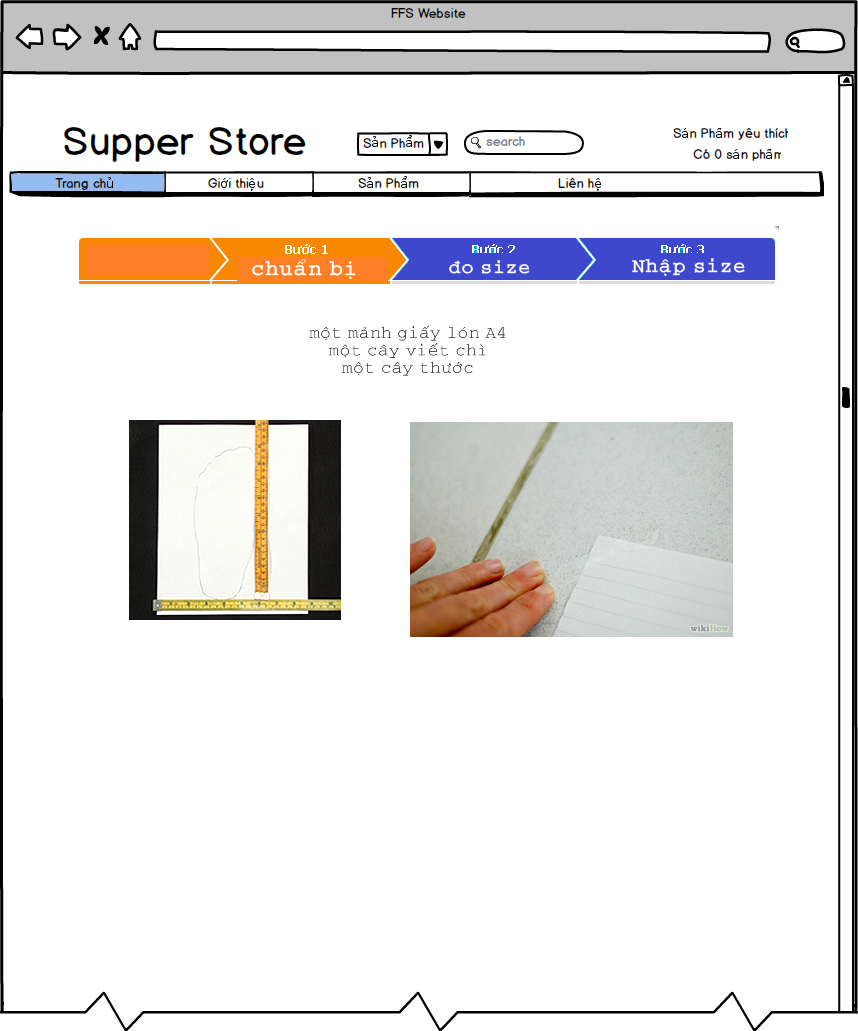 FFS Website
Supper Store
Sản Phẩm
search
Sản Phẩm yêu thích
Có 0 sản phẩm
Trang chủ
Giới thiệu
Sản Phẩm
Liên hệ
Bước 1
chuẩn bị
Bước 2
đo size
Bước 3
Nhập size
một mảnh giấy lón A4
một cây viết chì
một cây thước
wikiHow